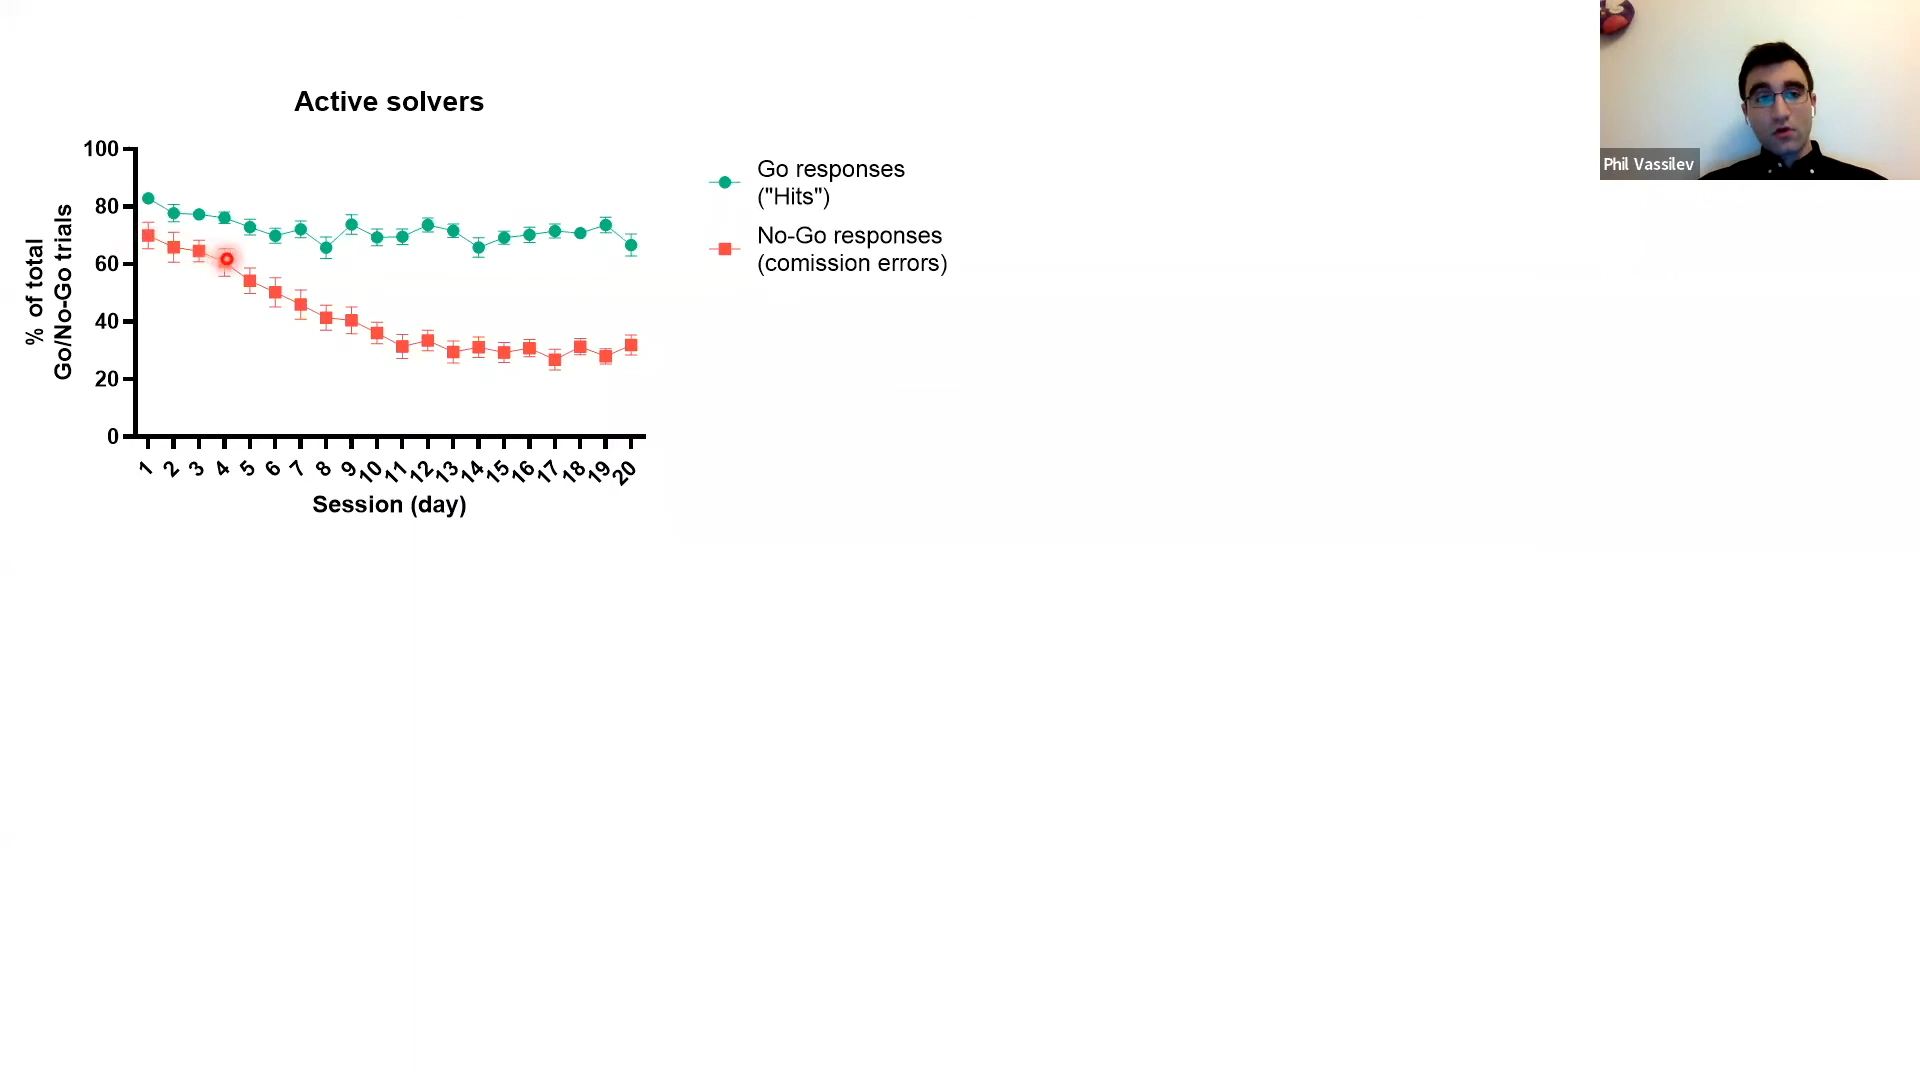 Active solvers
100
80
60
40
20
0
% of total
Go/No-Go trials
1 2 3 4 5 6 7 8 9 10 11 12 13 14 15 16 17 18 19 20
Session (day)
Go responses
("Hits")
No-Go responses
(comission errors)
Phil Vassilev